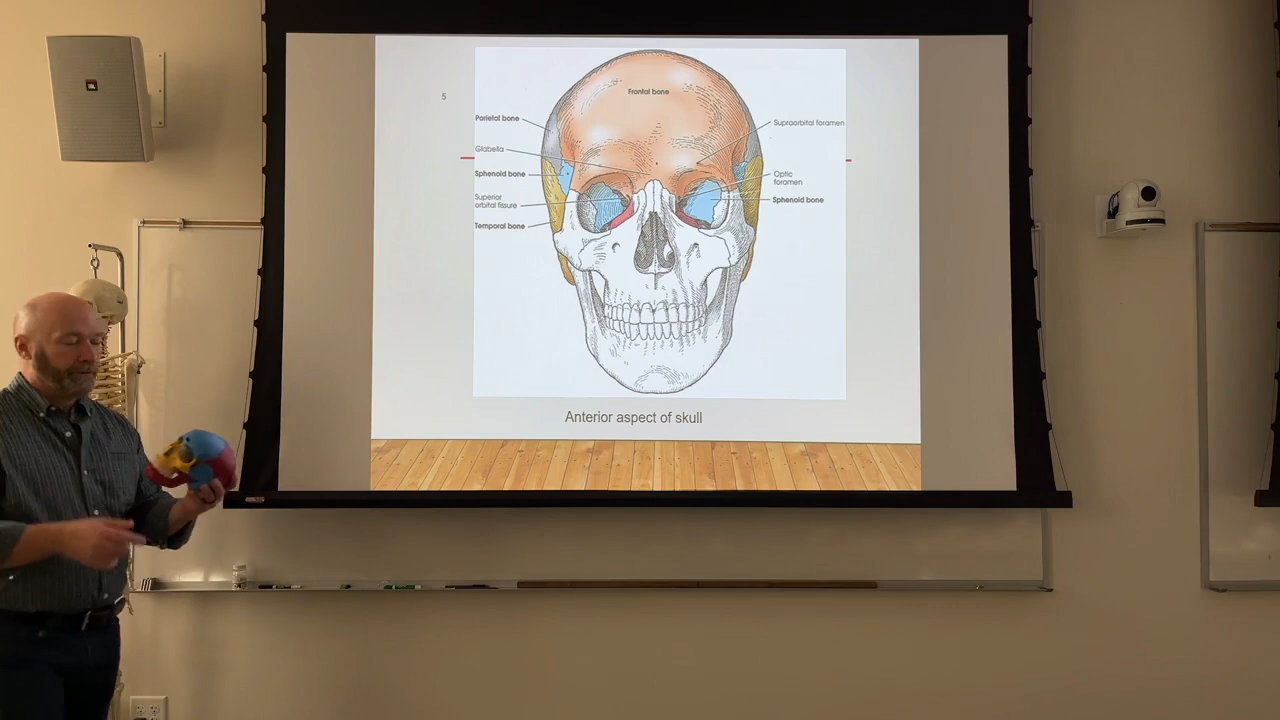 5
Frontal bone
Parietal bone
Supraorbital foramen
Glabella
Sphenoid bone
Optic
foramen
Superior
orbital fissure
Sphenoid bone
Temporal bone
Anterior aspect of skull
JBL